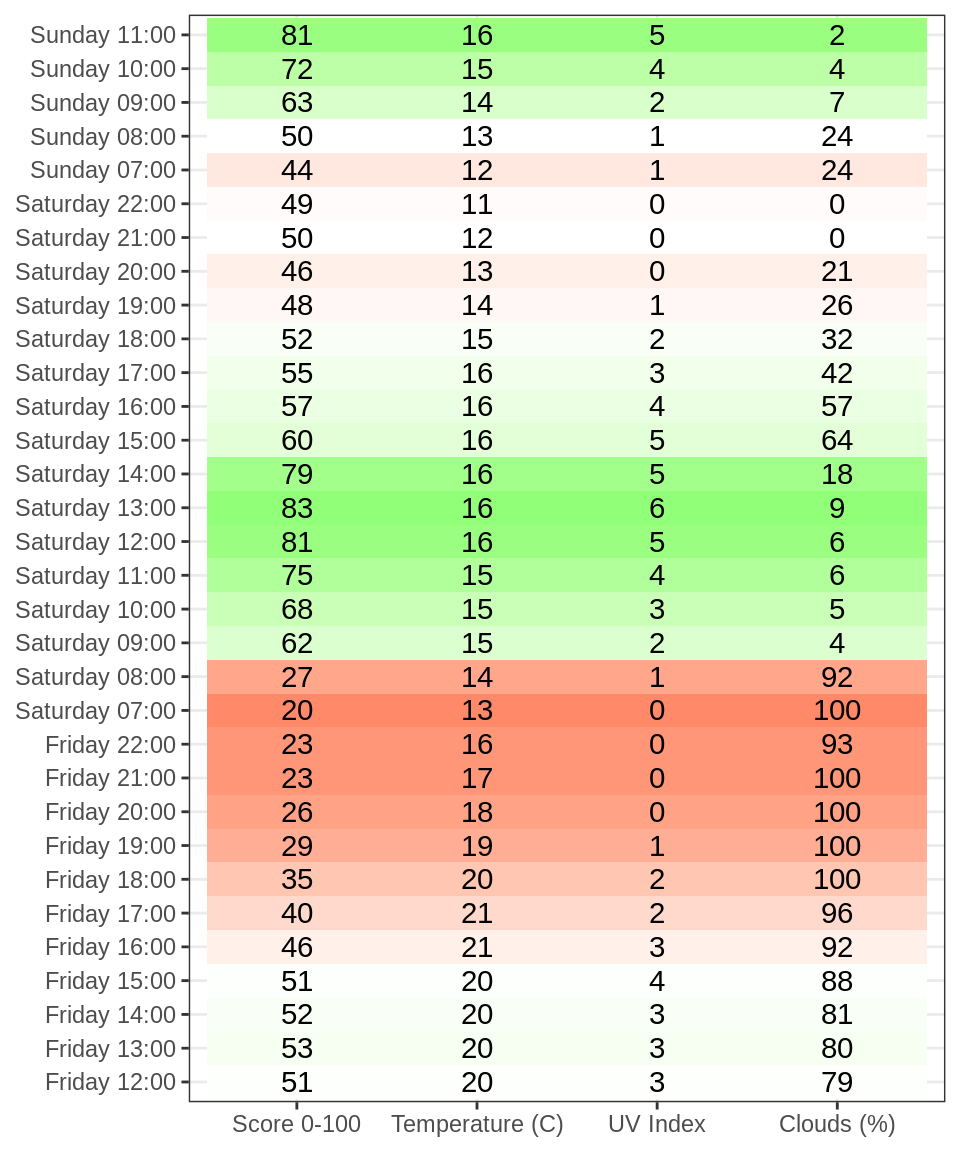 Sunday 11:00 81 16 5 2
Sunday 10:00 72 15 4 4
Sunday 09:00 63 14 2 7
Sunday 08:00 50 13 1 24
Sunday 07:00 44 12 1 24
Saturday 22:00 49 11 0 0
Saturday 21:00 50 12 0 0
Saturday 20:00 46 13 0 21
Saturday 19:00 48 14 1 26
Saturday 18:00 52 15 2 32
Saturday 17:00 55 16 3 42
Saturday 16:00 57 16 4 57
Saturday 15:00 60 16 5 64
Saturday 14:00 79 16 5 18
Saturday 13:00 83 16 6 9
Saturday 12:00 81 16 5 6
Saturday 11:00 75 15 4 6
Saturday 10:00 68 15 3 5
Saturday 09:00 62 15 2 4
Saturday 08:00 27 14 1 92
Saturday 07:00 20 13 0 100
Friday 22:00 23 16 0 93
Friday 21:00 23 17 0 100
Friday 20:00 26 18 0 100
Friday 19:00 29 19 1 100
Friday 18:00 35 20 2 100
Friday 17:00 40 21 2 96
Friday 16:00 46 21 3 92
Friday 15:00 51 20 4 88
Friday 14:00 52 20 3 81
Friday 13:00 53 20 3 80
Friday 12:00 51 20 3 79
Score 0-100 Temperature (C) UV Index Clouds (%)